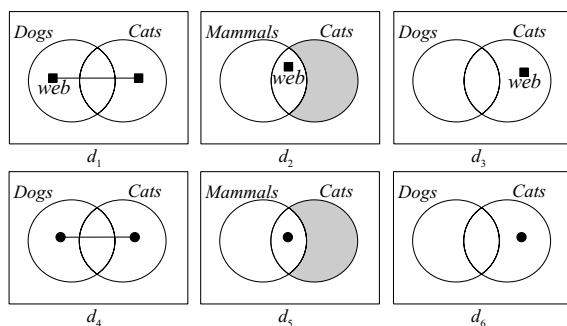 Dogs Cats Mammals Cats Dogs Cats
web web web
d1 d2 d3
Dogs Cats Mammals Cats Dogs Cats
d4 d5 d6